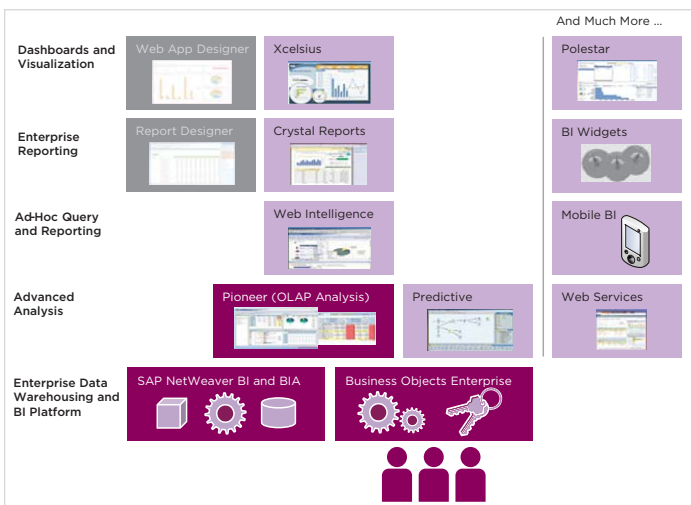 And Much More ...
Dashboards and
Visualization
Web App Designer
Xcelsius
Polestar
Enterprise
Reporting
Report Designer
Crystal Reports
BI Widgets
Ad-Hoc Query
and Reporting
Web Intelligence
Mobile BI
Advanced
Analysis
Pioneer (OLAP Analysis)
Predictive
Web Services
Enterprise Data
Warehousing and
BI Platform
SAP NetWeaver BI and BIA
Business Objects Enterprise